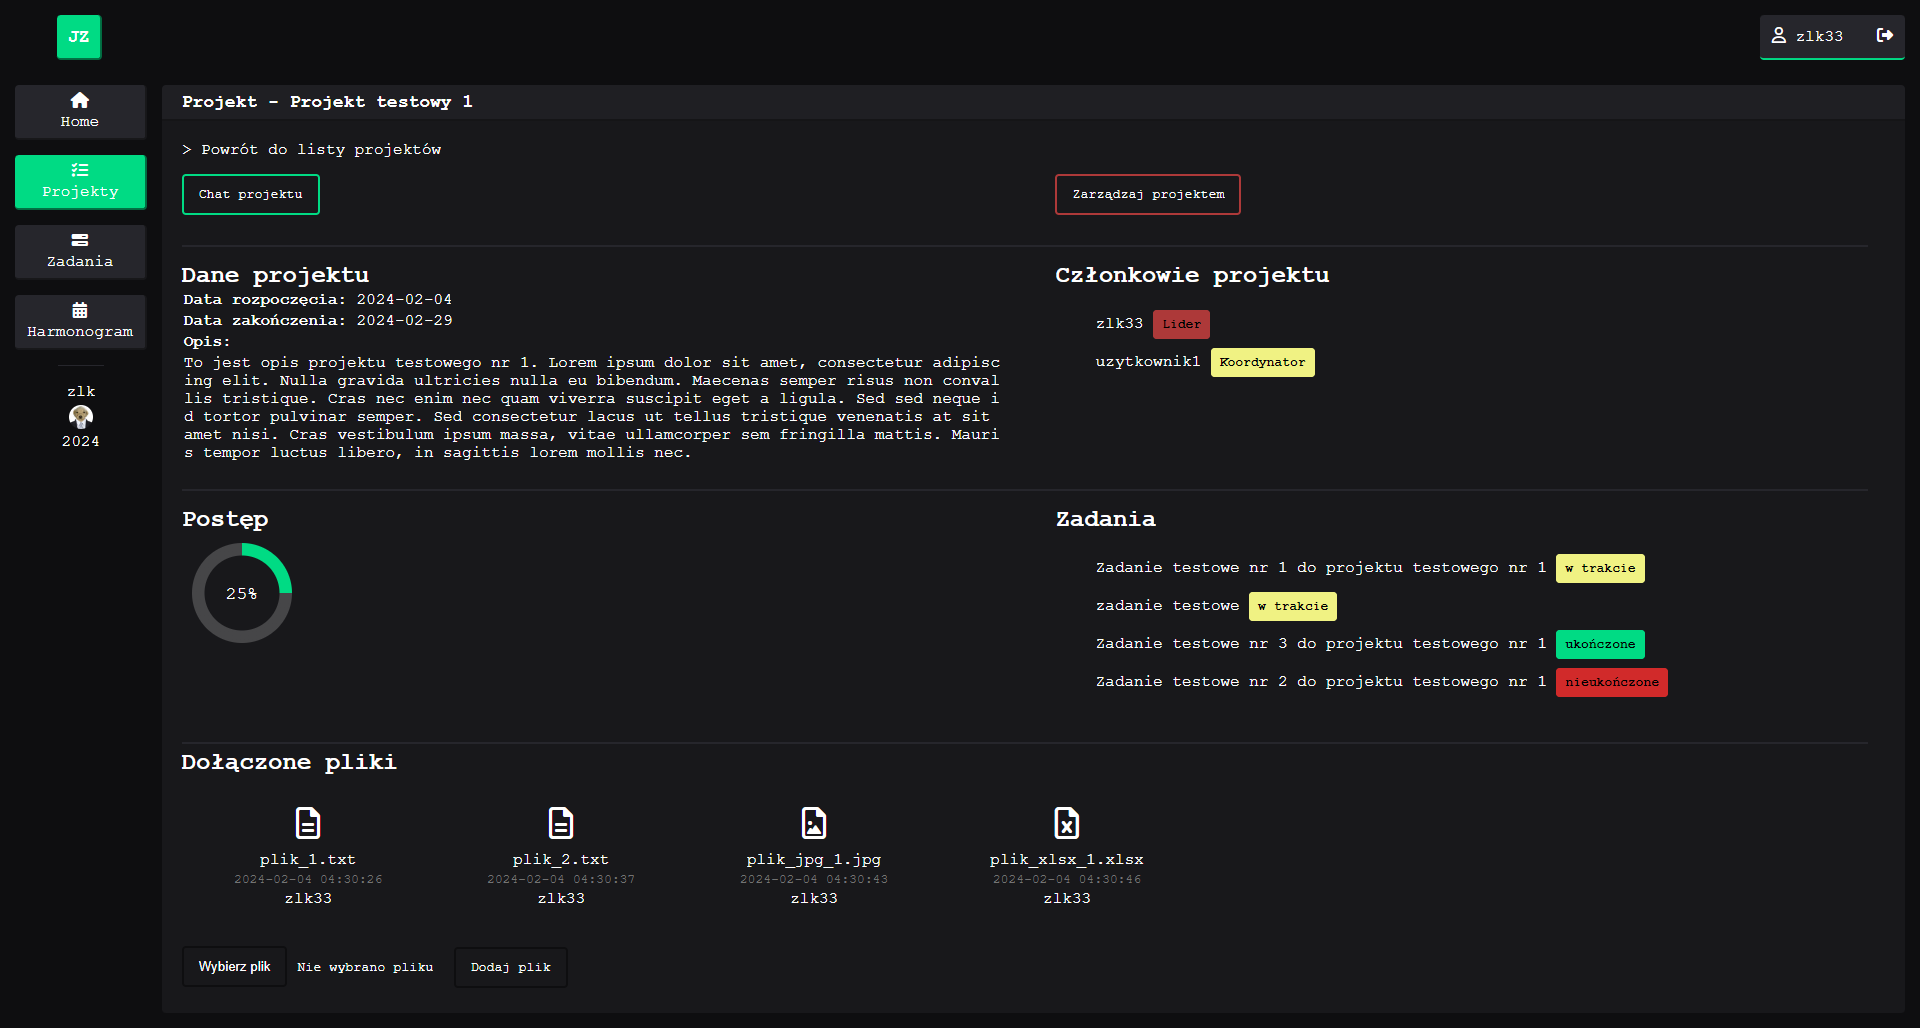 JZ
zlk33
Home
Projekty
Zadania
Harmonogram
zlk
2024
Projekt - Projekt testowy 1
> Powrót do listy projektów
Chat projektu
Zarządzaj projektem
Dane projektu
Data rozpoczęcia: 2024-02-04
Data zakończenia: 2024-02-29
Opis:
To jest opis projektu testowego nr 1. Lorem ipsum dolor sit amet, consectetur adipisc
ing elit. Nulla gravida ultricies nulla eu bibendum. Maecenas semper risus non conval
lis tristique. Cras nec enim nec quam viverra suscipit eget a ligula. Sed sed neque i
d tortor pulvinar semper. Sed consectetur lacus ut tellus tristique venenatis at sit
amet nisi. Cras vestibulum ipsum massa, vitae ullamcorper sem fringilla mattis. Mauri
s tempor luctus libero, in sagittis lorem mollis nec.
Członkowie projektu
zlk33 Lider
uzytkownik1 Koordynator
Postęp
25%
Zadania
Zadanie testowe nr 1 do projektu testowego nr 1 w trakcie
zadanie testowe w trakcie
Zadanie testowe nr 3 do projektu testowego nr 1 ukończone
Zadanie testowe nr 2 do projektu testowego nr 1 nieukończone
Dołączone pliki
plik_1.txt
2024-02-04 04:30:26
zlk33
plik_2.txt
2024-02-04 04:30:37
zlk33
plik_jpg_1.jpg
2024-02-04 04:30:43
zlk33
plik_xlsx_1.xlsx
2024-02-04 04:30:46
zlk33
Wybierz plik Nie wybrano pliku Dodaj plik